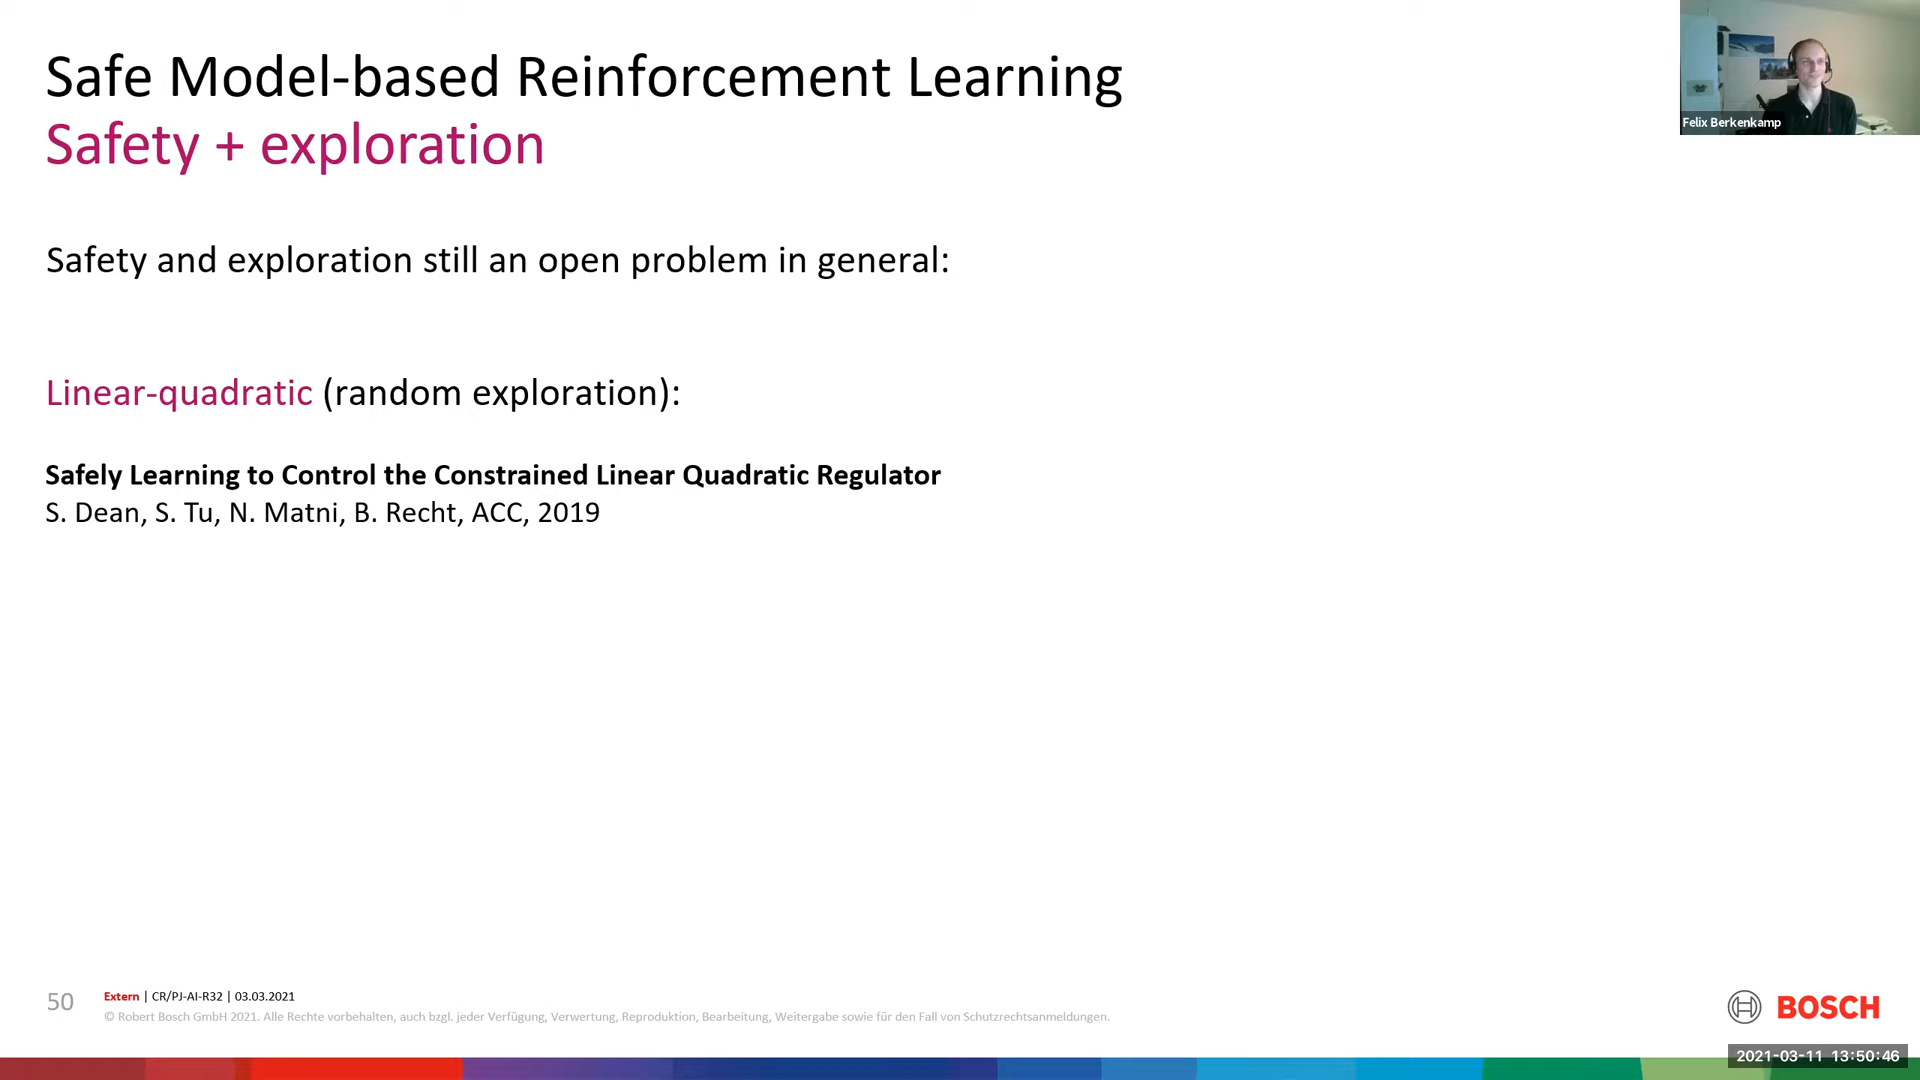 Safe Model-based Reinforcement Learning
Safety + exploration
Felix Berkenkamp
Safety and exploration still an open problem in general:
Linear-quadratic (random exploration):
Safely Learning to Control the Constrained Linear Quadratic Regulator
S. Dean, S. Tu, N. Matni, B. Recht, ACC, 2019
50
Extern | CR/PJ-AI-R32 | 03.03.2021
© Robert Bosch GmbH 2021. Alle Rechte vorbehalten, auch bzgl. jeder Verfügung, Verwertung, Reproduktion, Bearbeitung, Weitergabe sowie für den Fall von Schutzrechtsanmeldungen.
BOSCH
2021-03-11 13:50:46